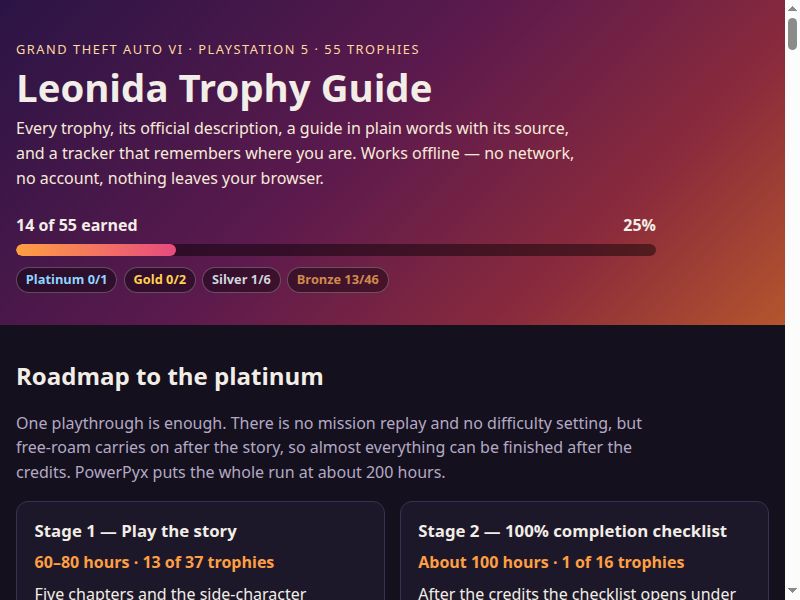 GRAND THEFT AUTO VI · PLAYSTATION 5 · 55 TROPHIES
Leonida Trophy Guide
Every trophy, its official description, a guide in plain words with its source,
and a tracker that remembers where you are. Works offline — no network,
no account, nothing leaves your browser.
14 of 55 earned 25%
Platinum 0/1 Gold 0/2 Silver 1/6 Bronze 13/46
Roadmap to the platinum
One playthrough is enough. There is no mission replay and no difficulty setting, but
free-roam carries on after the story, so almost everything can be finished after the
credits. PowerPyx puts the whole run at about 200 hours.
Stage 1 — Play the story
60–80 hours · 13 of 37 trophies
Five chapters and the side-character
Stage 2 — 100% completion checklist
About 100 hours · 1 of 16 trophies
After the credits the checklist opens under